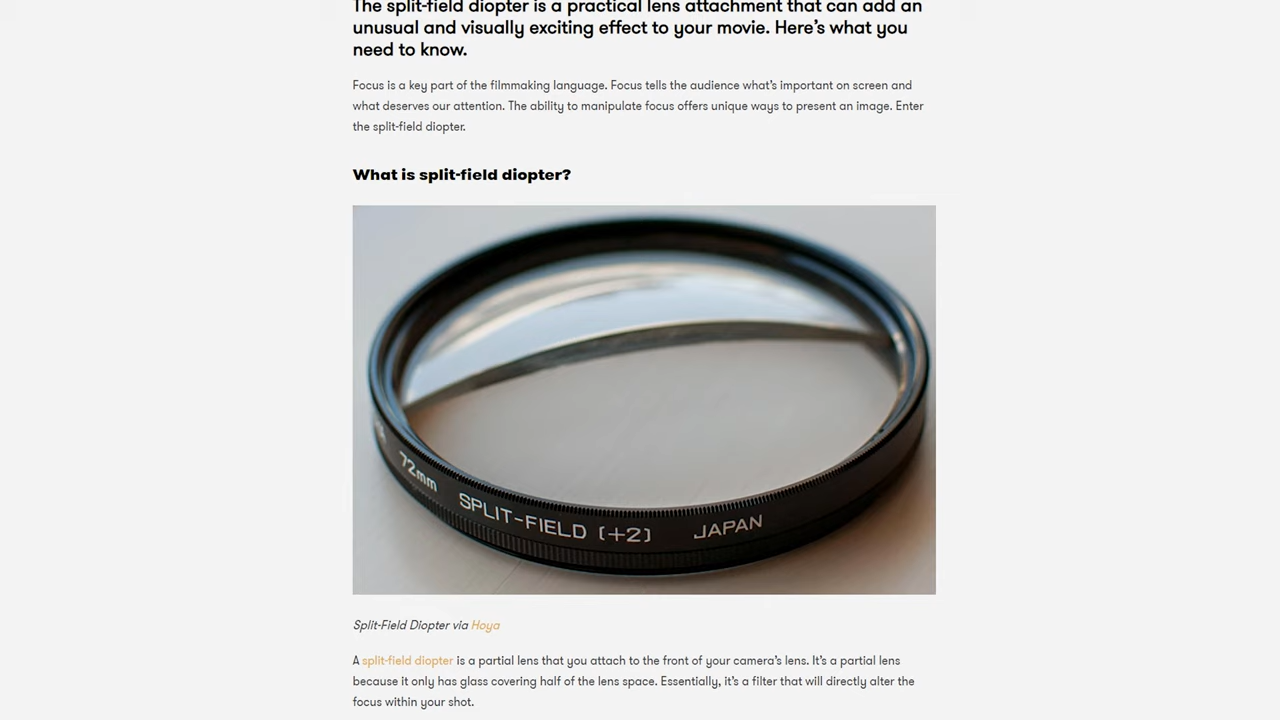 The split-field diopter is a practical lens attachment that can add an
unusual and visually exciting effect to your movie. Here’s what you
need to know.
Focus is a key part of the filmmaking language. Focus tells the audience what’s important on screen and
what deserves our attention. The ability to manipulate focus offers unique ways to present an image. Enter
the split-field diopter.
What is split-field diopter?
72mm SPLIT-FIELD (+2) JAPAN
Split-Field Diopter via Hoya
A split-field diopter is a partial lens that you attach to the front of your camera’s lens. It’s a partial lens
because it only has glass covering half of the lens space. Essentially, it’s a filter that will directly alter the
focus within your shot.